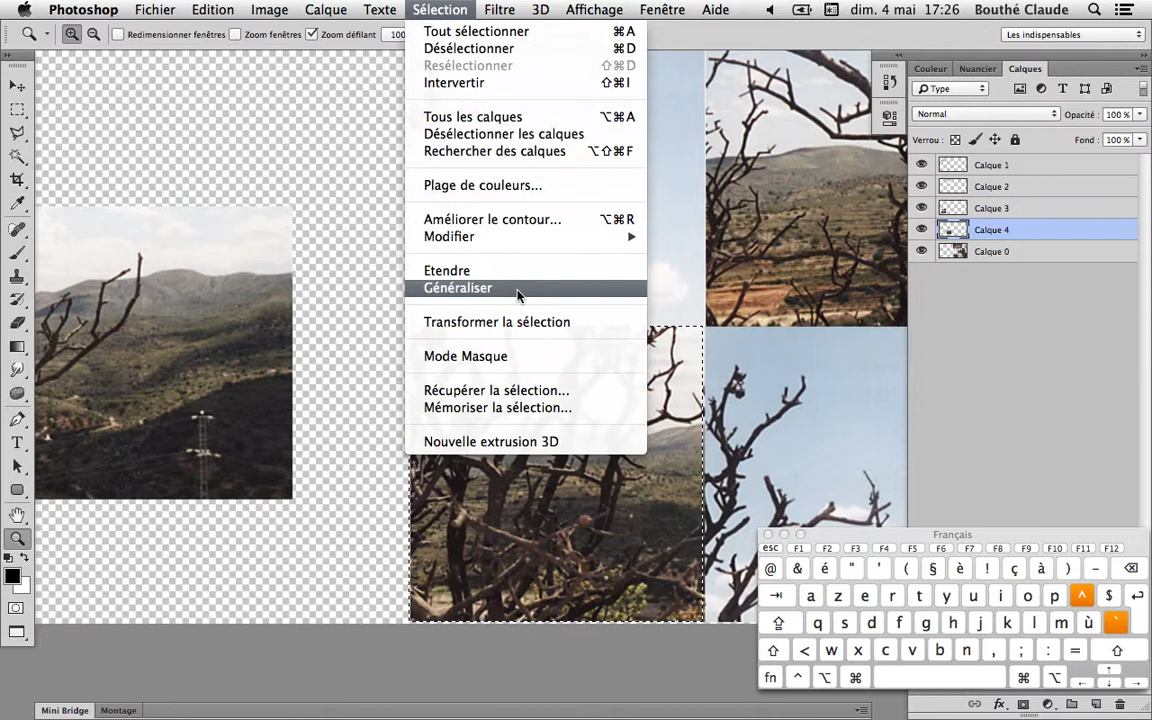 Photoshop Fichier Edition Image Calque Texte Sélection Filtre 3D Affichage Fenêtre Aide dim. 4 mai 17:26 Bouthé Claude
Redimensionner fenêtres Zoom fenêtres Zoom défilant 100 Les indispensables
Tout sélectionner ⌘A
Désélectionner ⌘D
Resélectionner ⇧⌘D
Intervertir ⇧⌘I
Tous les calques ⌥⌘A
Désélectionner les calques
Rechercher des calques ⌥⇧⌘F
Plage de couleurs...
Améliorer le contour... ⌥⌘R
Modifier
Etendre
Généraliser
Transformer la sélection
Mode Masque
Récupérer la sélection...
Mémoriser la sélection...
Nouvelle extrusion 3D
Couleur Nuancier Calques
Type
Normal Opacité : 100 %
Verrou : Fond : 100 %
Calque 1
Calque 2
Calque 3
Calque 4
Calque 0
Français
esc F1 F2 F3 F4 F5 F6 F7 F8 F9 F10 F11 F12
@ & é " ' ( § è ! ç à ) -
a z e r t y u i o p ^ $
q s d f g h j k l m ù `
< w x c v b n , ; : =
fn ^ ⌥ ⌘ ⌘ ⌥
Mini Bridge Montage
fx